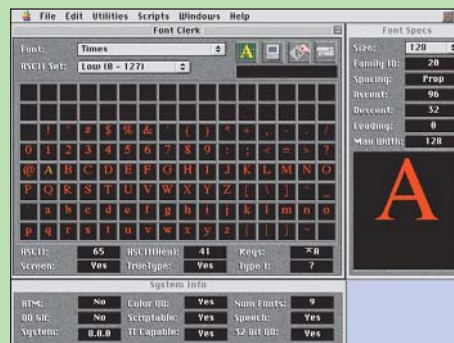 File Edit Utilities Scripts Windows Help
Font Clerk
Font: Times
ASCII Set: Low (0 - 127)
! " # $ % & ' ( ) * + , - . /
0 1 2 3 4 5 6 7 8 9 : ; < = > ?
@ A B C D E F G H I J K L M N O
P Q R S T U V W X Y Z [ \ ] ^ _
a b c d e f g h i j k l m n o
p q r s t u v w x y z { | } ~
ASCII: 65 ASCII(Hex): 41 Keys:
Screen: Yes TrueType: Yes Type 1: ?
Font Specs
Size: 128
Family ID: 20
Spacing: Prop
Ascent: 96
Descent: 32
Leading: 0
Max Width: 128
A
System Info
ATM: No Color QD: Yes Num Fonts: 9
QD GX: No Scriptable: Yes Speech: Yes
System: 8.0.0 TT Capable: Yes 32-Bit QD: Yes